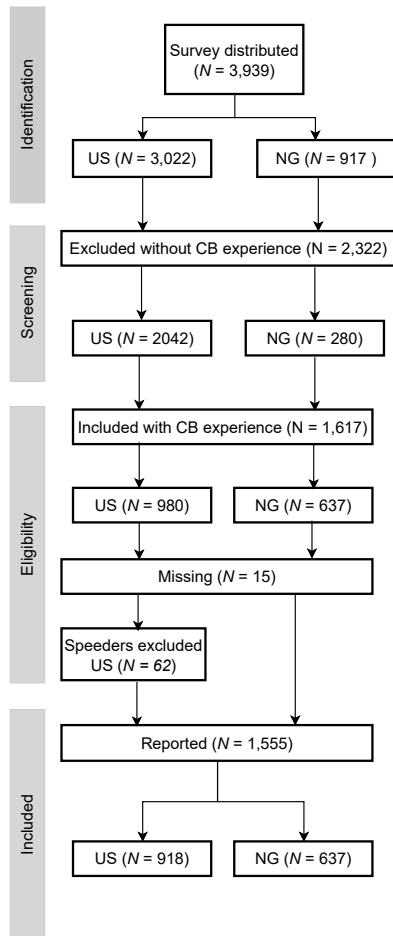 Identification
Survey distributed
(N = 3,939)
US (N = 3,022)
NG (N = 917 )
Screening
Excluded without CB experience (N = 2,322)
US (N = 2042)
NG (N = 280)
Eligibility
Included with CB experience (N = 1,617)
US (N = 980)
NG (N = 637)
Missing (N = 15)
Speeders excluded
US (N = 62)
Included
Reported (N = 1,555)
US (N = 918)
NG (N = 637)